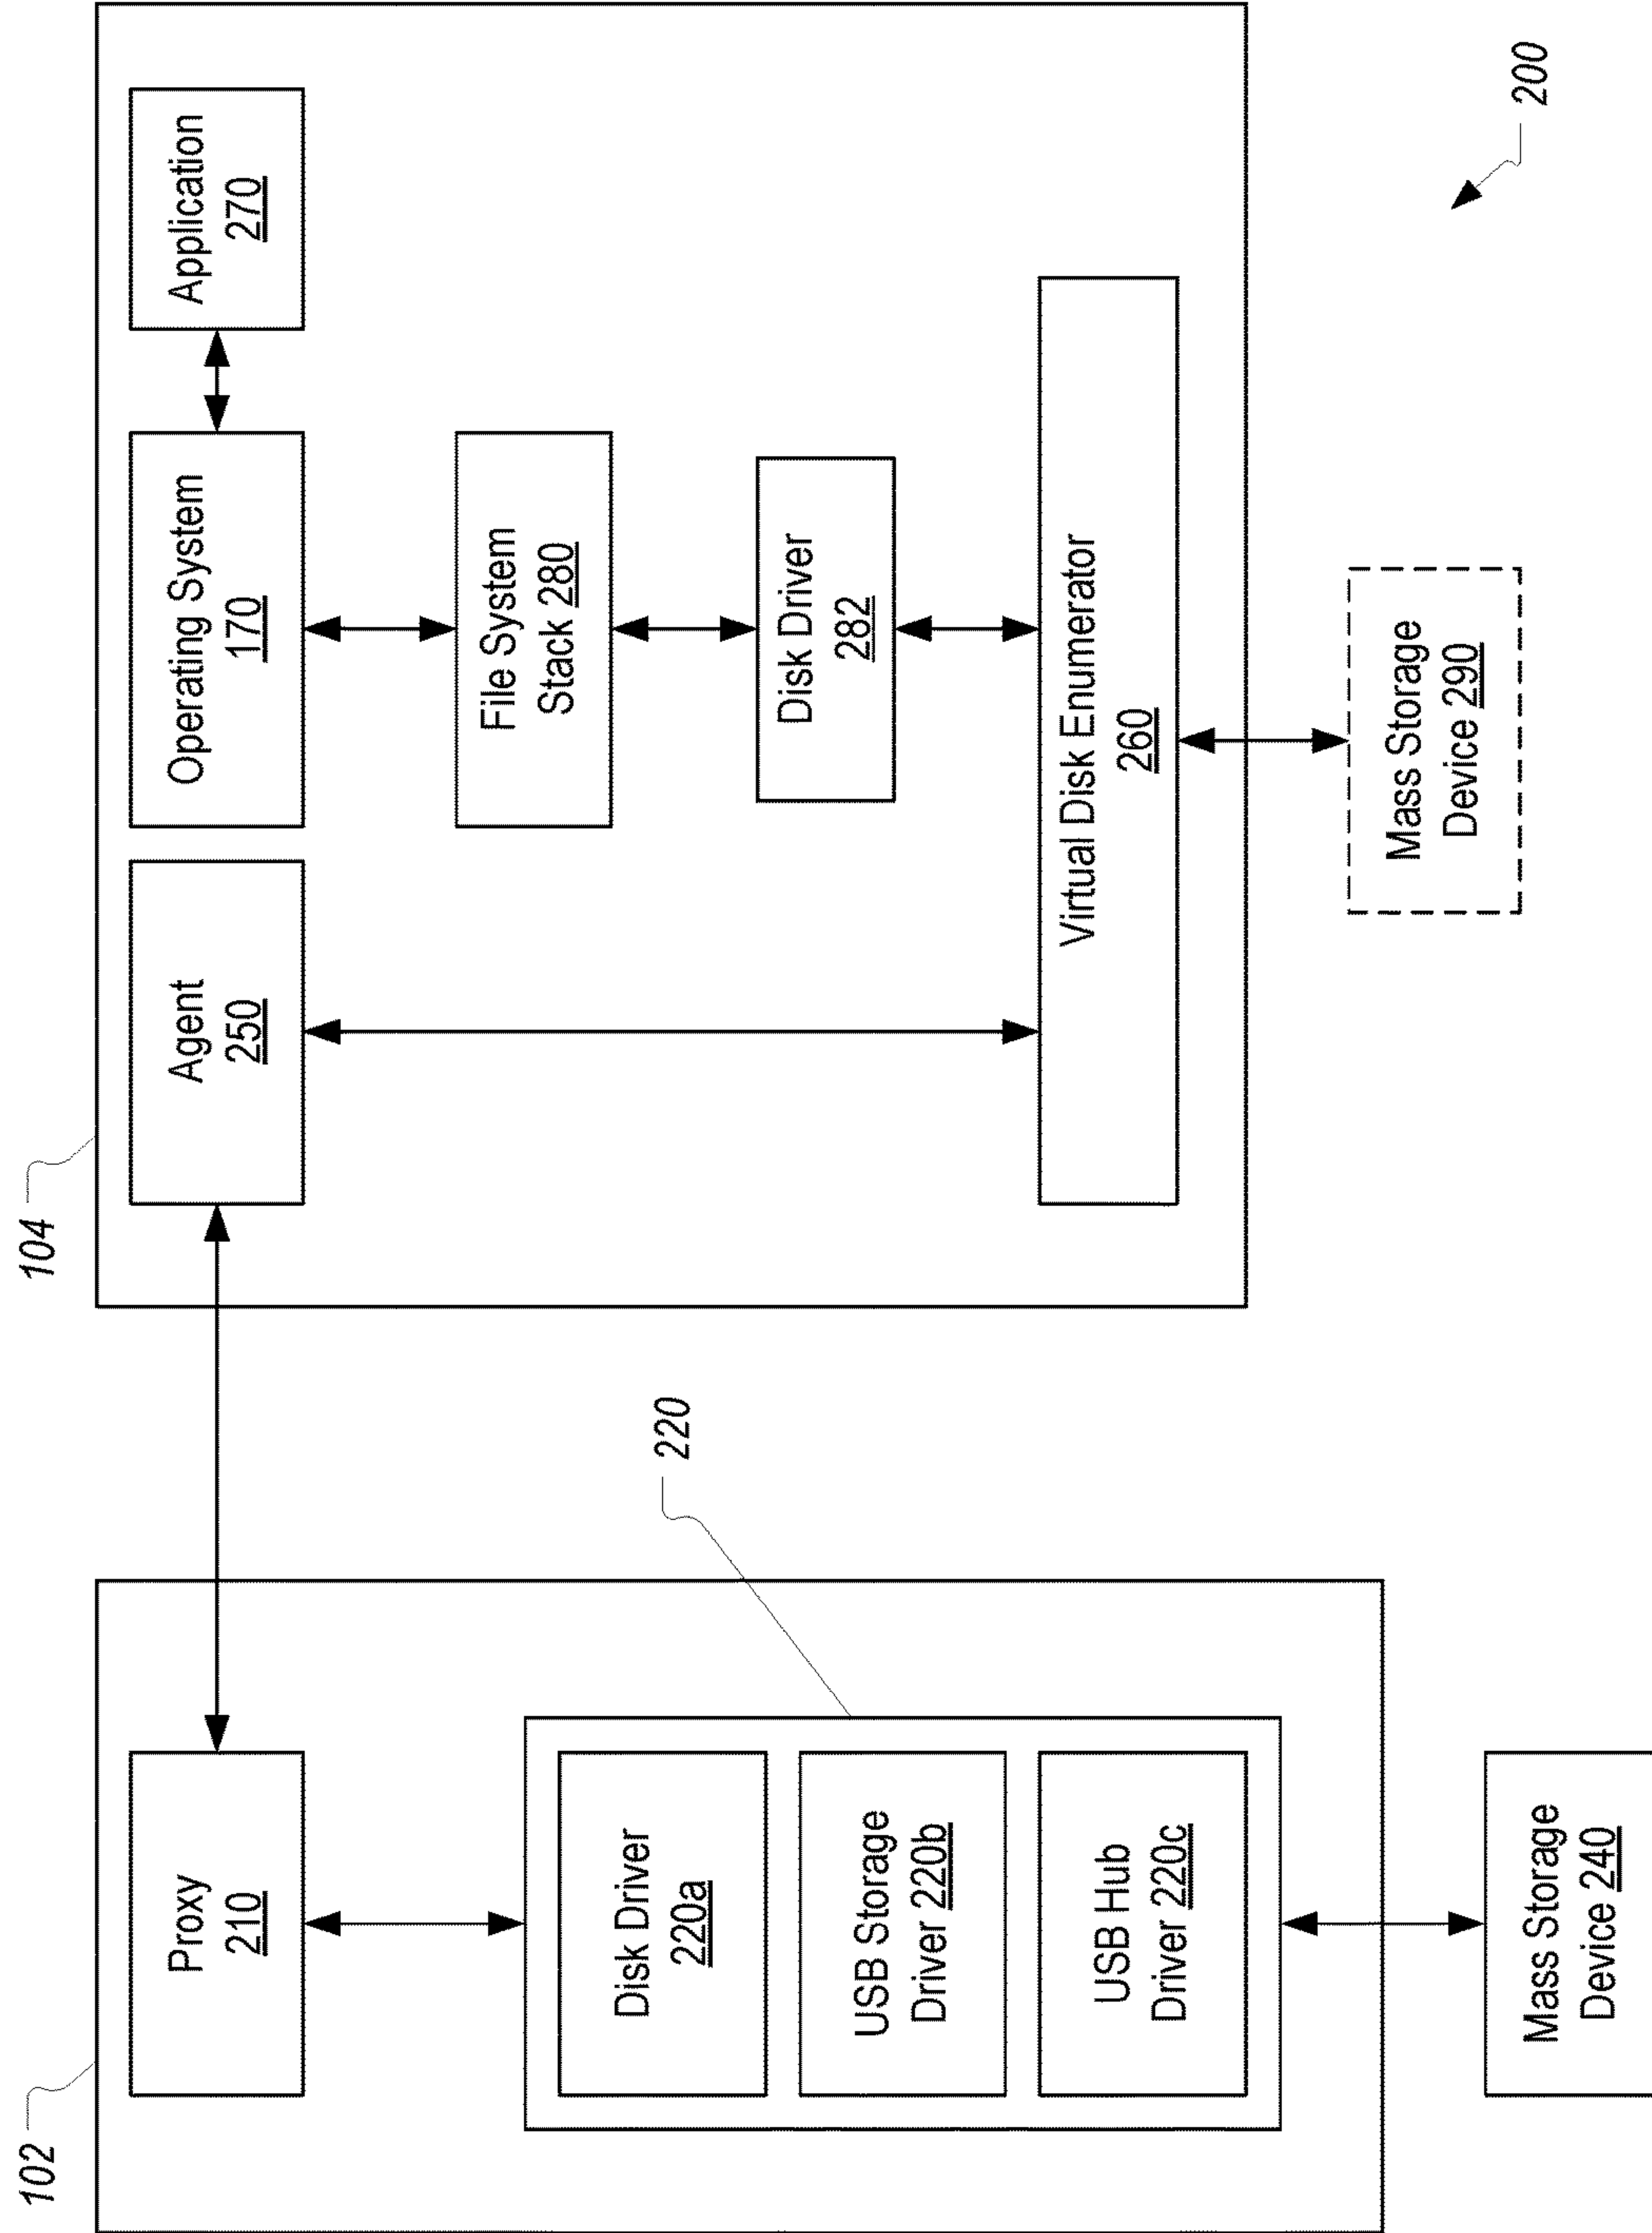 102
Proxy
210
Disk Driver
220a
USB Storage
Driver 220b
USB Hub
Driver 220c
220
Mass Storage
Device 240
104
Agent
250
Operating System
170
Application
270
File System
Stack 280
Disk Driver
282
Virtual Disk Enumerator
260
Mass Storage
Device 290
200